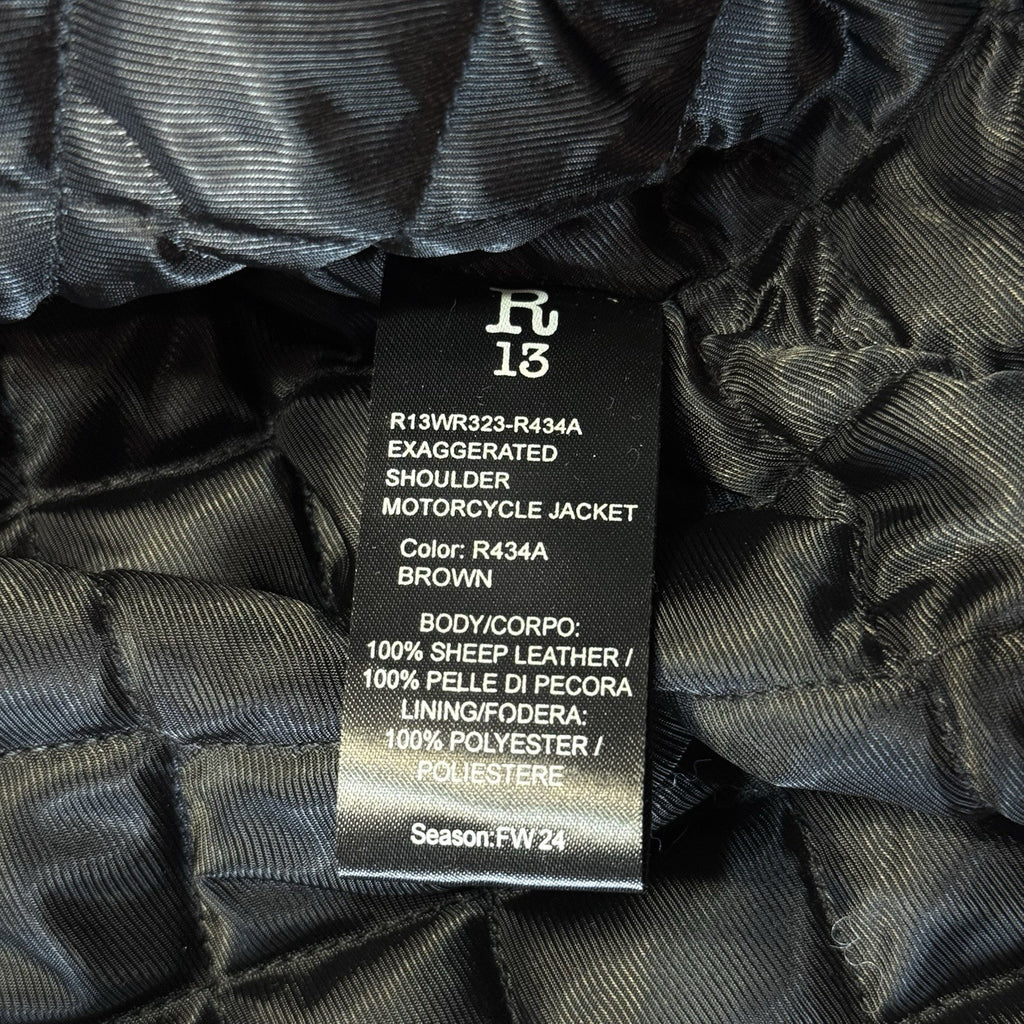 R
13
R13WR323-R434A
EXAGGERATED
SHOULDER
MOTORCYCLE JACKET
Color: R434A
BROWN
BODY/CORPO:
100% SHEEP LEATHER /
100% PELLE DI PECORA
LINING/FODERA:
100% POLYESTER /
POLIESTERE
Season:FW 24